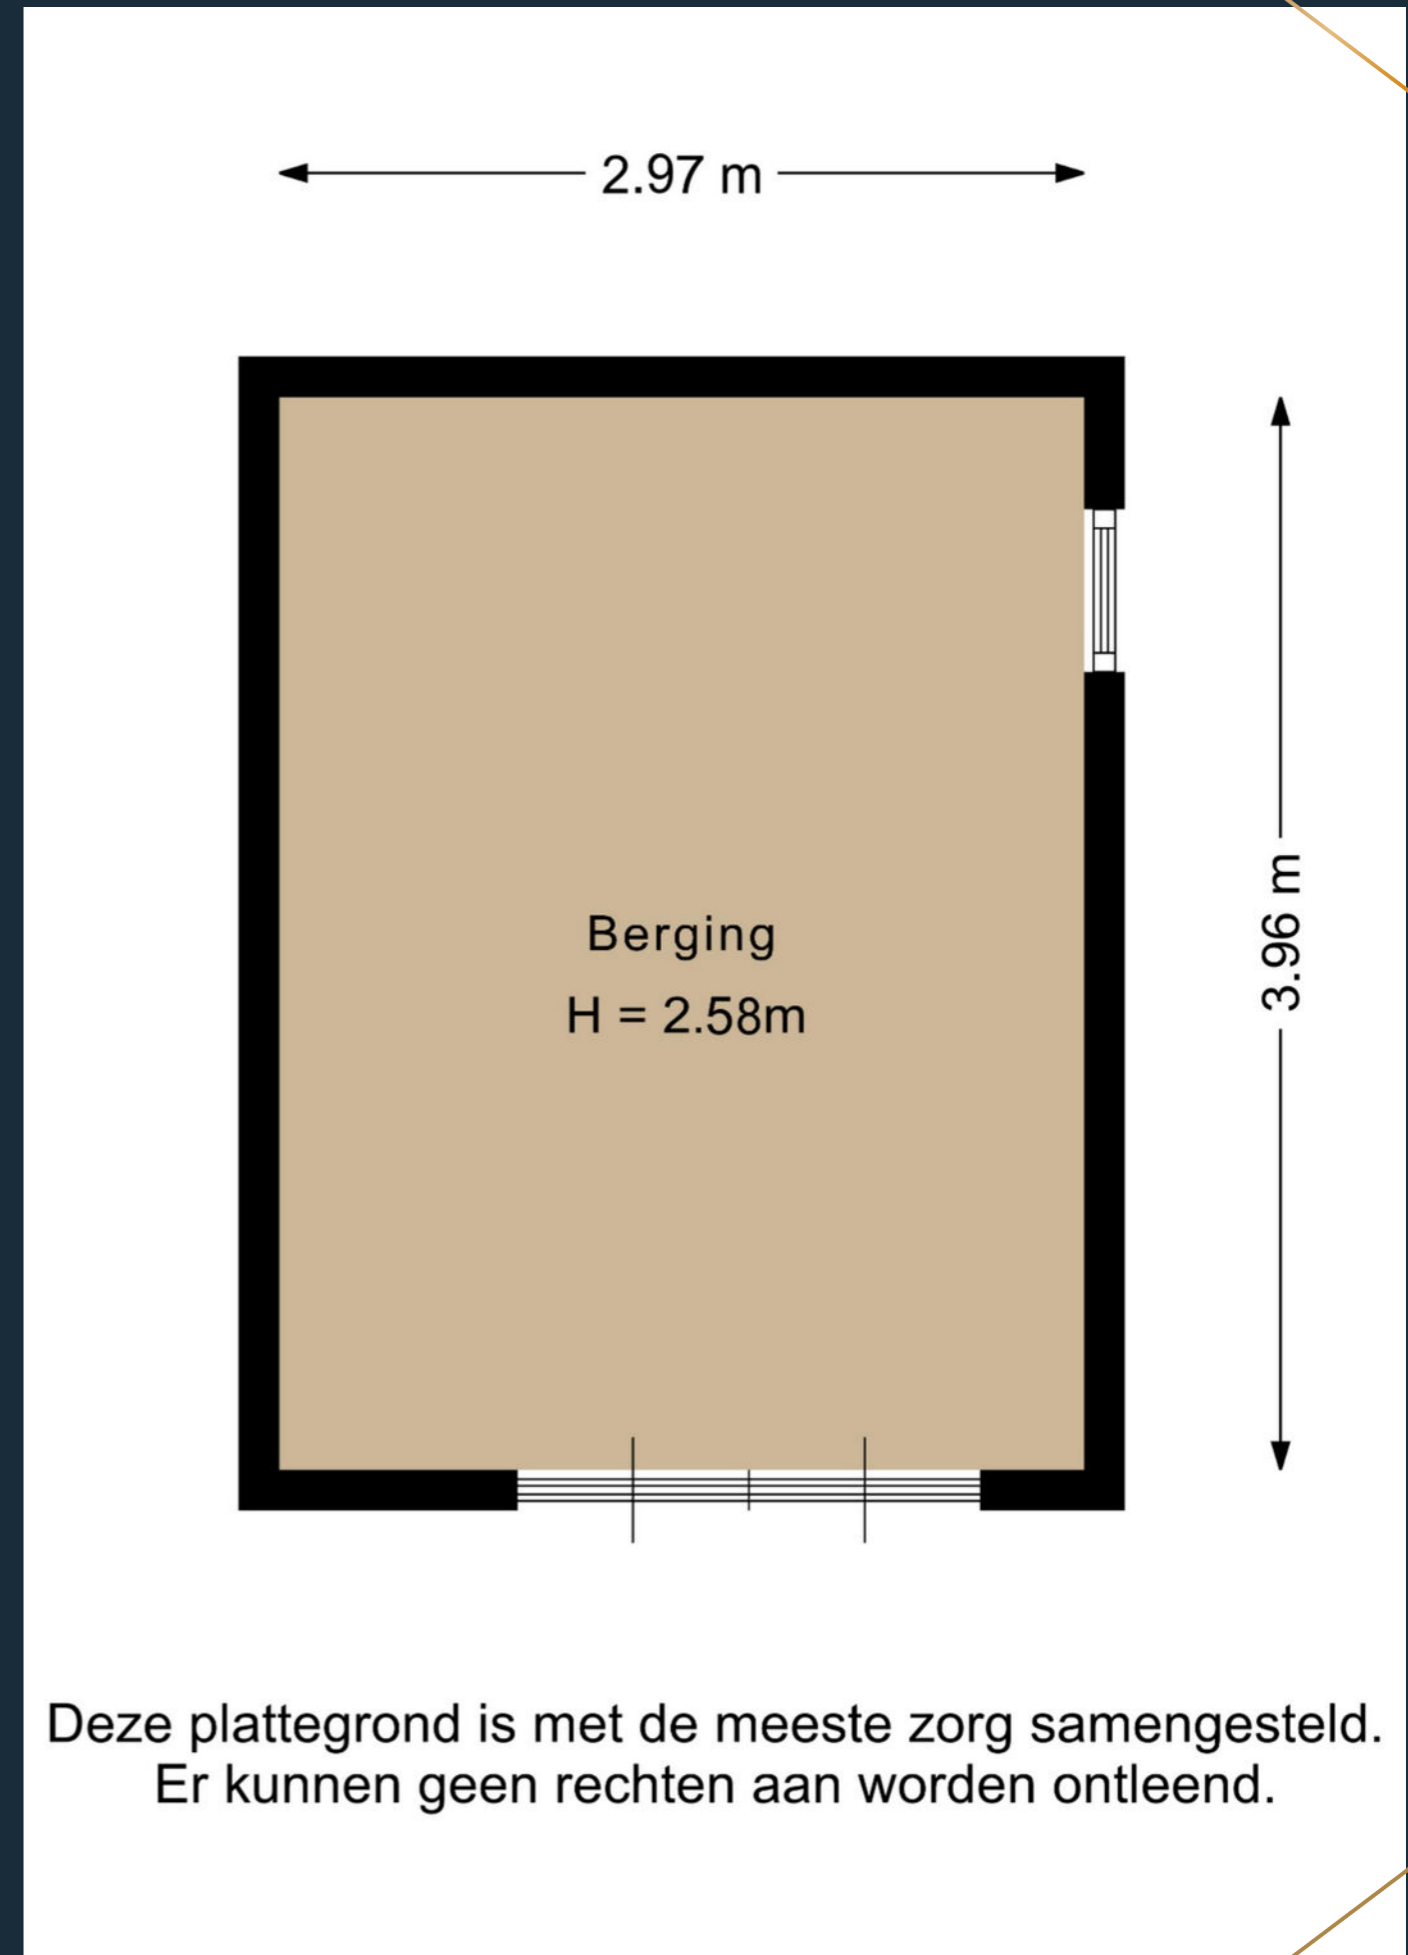 2.97 m
3.96 m
Berging
H = 2.58m
Deze plattegrond is met de meeste zorg samengesteld.
Er kunnen geen rechten aan worden ontleend.